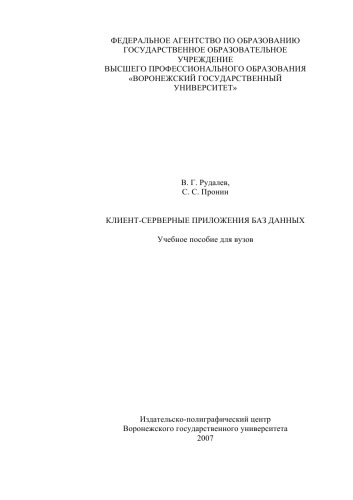 ФЕДЕРАЛЬНОЕ АГЕНТСТВО ПО ОБРАЗОВАНИЮ
ГОСУДАРСТВЕННОЕ ОБРАЗОВАТЕЛЬНОЕ
УЧРЕЖДЕНИЕ
ВЫСШЕГО ПРОФЕССИОНАЛЬНОГО ОБРАЗОВАНИЯ
«ВОРОНЕЖСКИЙ ГОСУДАРСТВЕННЫЙ
УНИВЕРСИТЕТ»
В. Г. Рудалев,
С. С. Пронин
КЛИЕНТ-СЕРВЕРНЫЕ ПРИЛОЖЕНИЯ БАЗ ДАННЫХ
Учебное пособие для вузов
Издательско-полиграфический центр
Воронежского государственного университета
2007